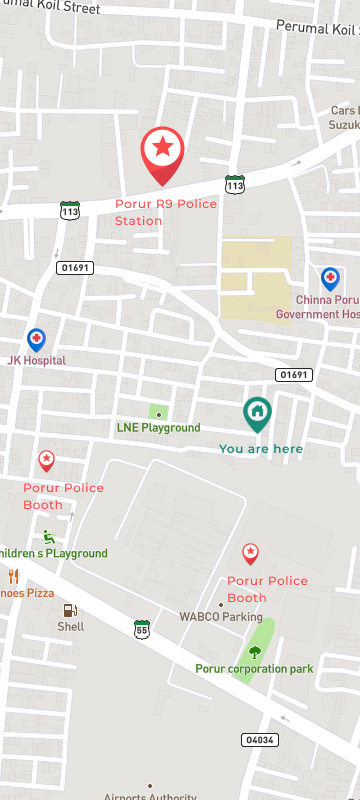 umal Koil Street
Perumal Koil S
Cars
Suzuk
113
Porur R9 Police
Station
113
01691
Chinna Poru
Government Hos
JK Hospital
01691
LNE Playground
You are here
Porur Police
Booth
hildren s PLayground
Porur Police
Booth
noes Pizza
WABCO Parking
Shell
55
Porur corporation park
04034
Airports Authority